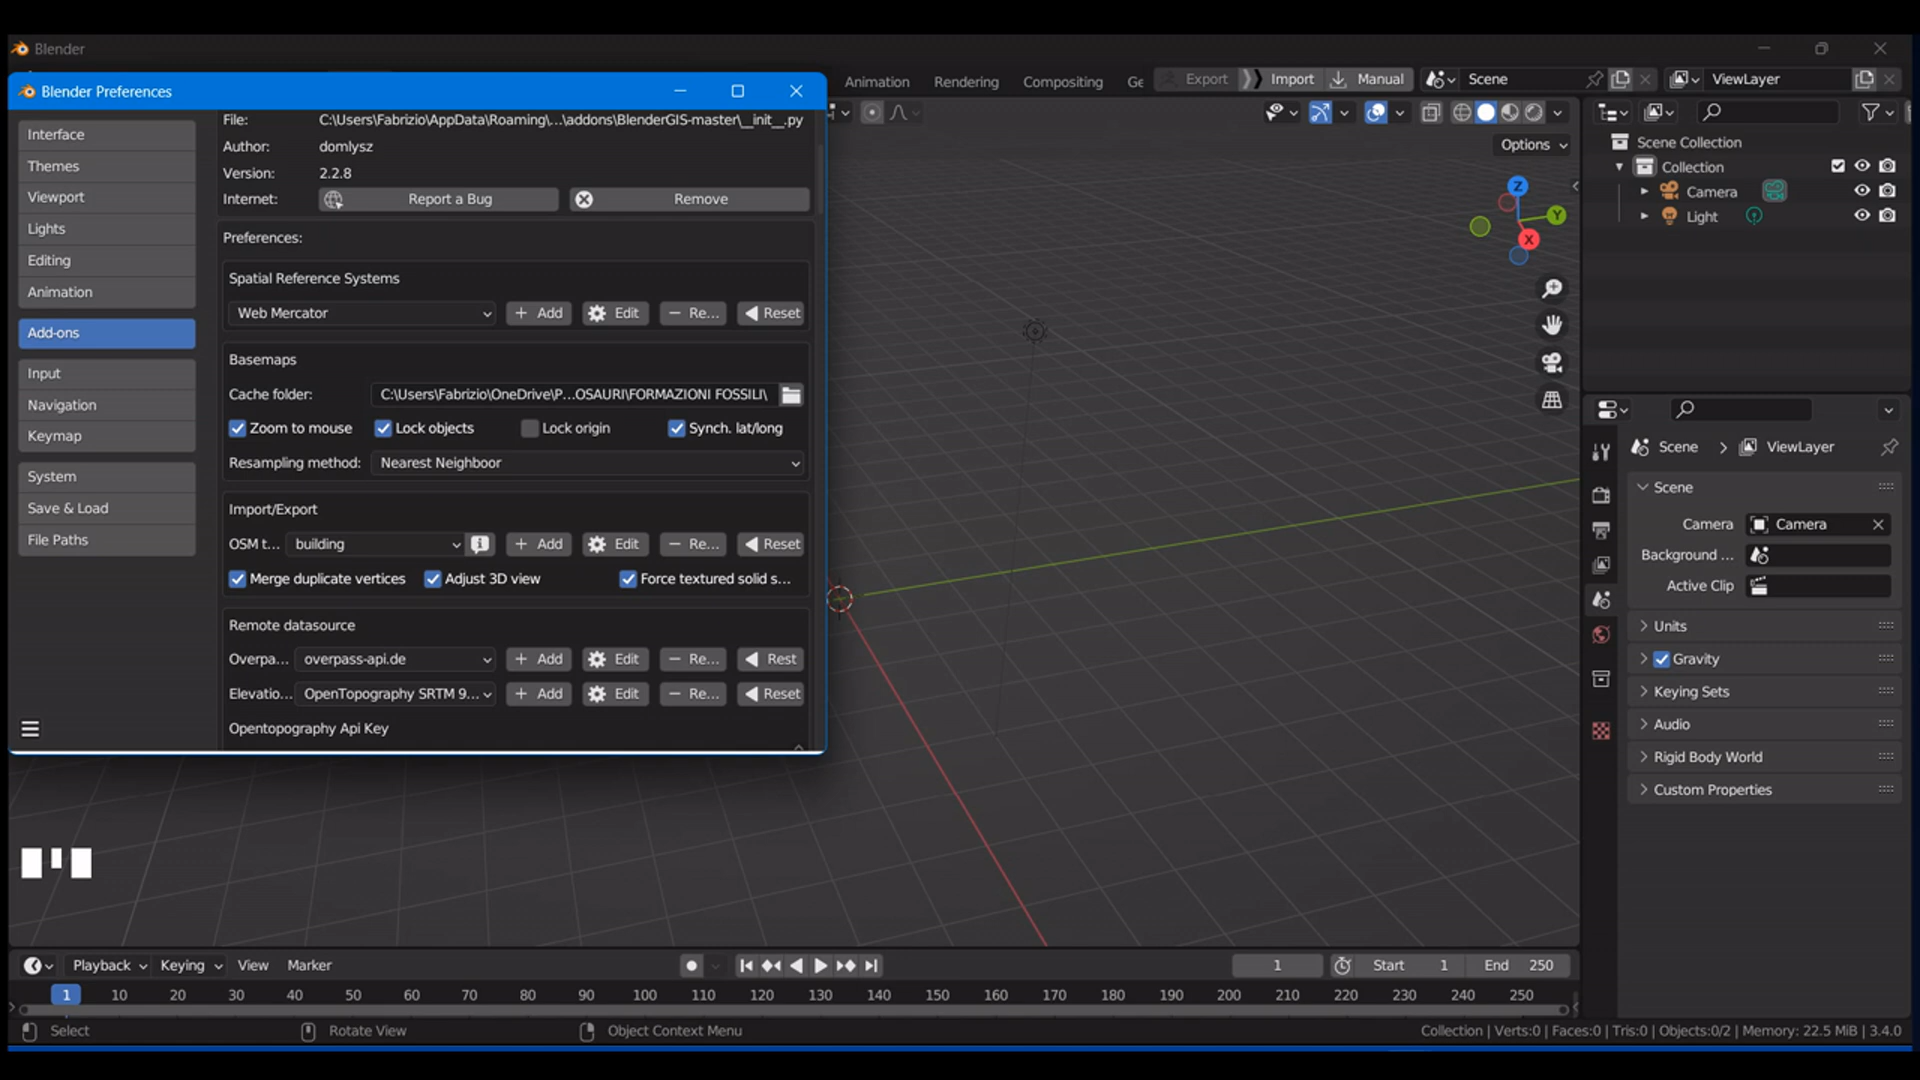 Blender
Animation Rendering Compositing Ge Export Import Manual Scene ViewLayer
Blender Preferences
Options
Interface
Themes
Viewport
Lights
Editing
Animation
Add-ons
Input
Navigation
Keymap
System
Save & Load
File Paths
File: C:\Users\Fabrizio\AppData\Roaming\...\addons\BlenderGIS-master\__init__.py
Author: domlysz
Version: 2.2.8
Internet: Report a Bug Remove
Preferences:
Spatial Reference Systems
Web Mercator Add Edit Re... Reset
Basemaps
Cache folder: C:\Users\Fabrizio\OneDrive\P...OSAURI\FORMAZIONI FOSSILI\
Zoom to mouse Lock objects Lock origin Synch. lat/long
Resampling method: Nearest Neighboor
Import/Export
OSM t... building Add Edit Re... Reset
Merge duplicate vertices Adjust 3D view Force textured solid s...
Remote datasource
Overpa... overpass-api.de Add Edit Re... Rest
Elevatio... OpenTopography SRTM 9... Add Edit Re... Reset
Opentopography Api Key
Z
Y
X
Scene Collection
Collection
Camera
Light
Scene > ViewLayer
Scene
Camera Camera
Background ...
Active Clip
Units
Gravity
Keying Sets
Audio
Rigid Body World
Custom Properties
Playback Keying View Marker 1 Start 1 End 250
1 10 20 30 40 50 60 70 80 90 100 110 120 130 140 150 160 170 180 190 200 210 220 230 240 250
Select Rotate View Object Context Menu Collection | Verts:0 | Faces:0 | Tris:0 | Objects:0/2 | Memory: 22.5 MiB | 3.4.0